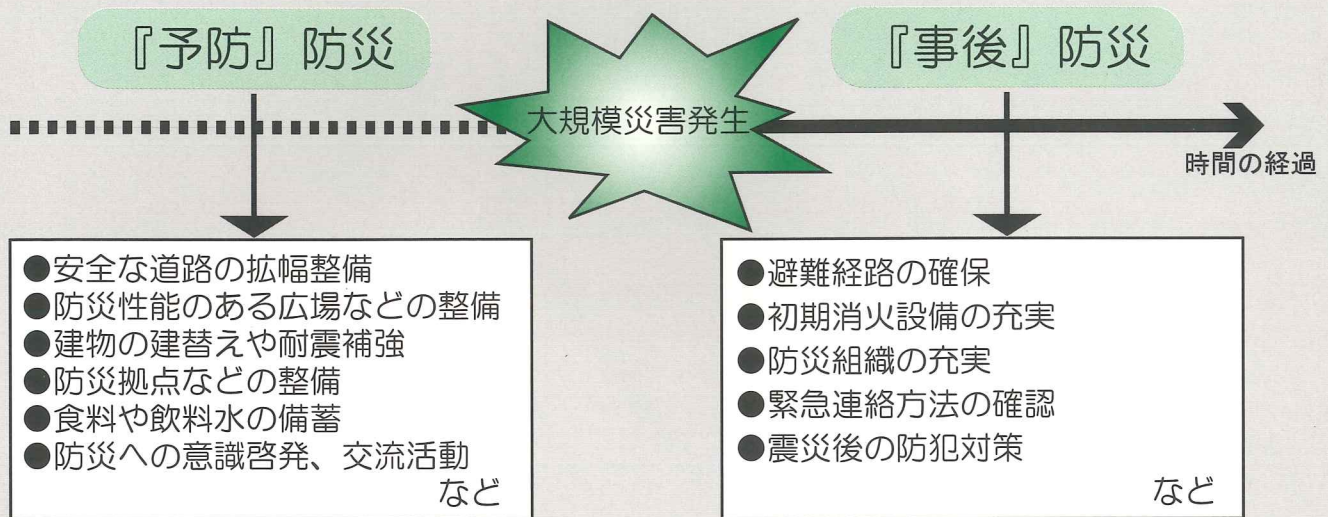 『予防』防災
大規模災害発生
『事後』防災
時間の経過
●安全な道路の拡幅整備
●防災性能のある広場などの整備
●建物の建替えや耐震補強
●防災拠点などの整備
●食料や飲料水の備蓄
●防災への意識啓発、交流活動
など
●避難経路の確保
●初期消火設備の充実
●防災組織の充実
●緊急連絡方法の確認
●震災後の防犯対策
など